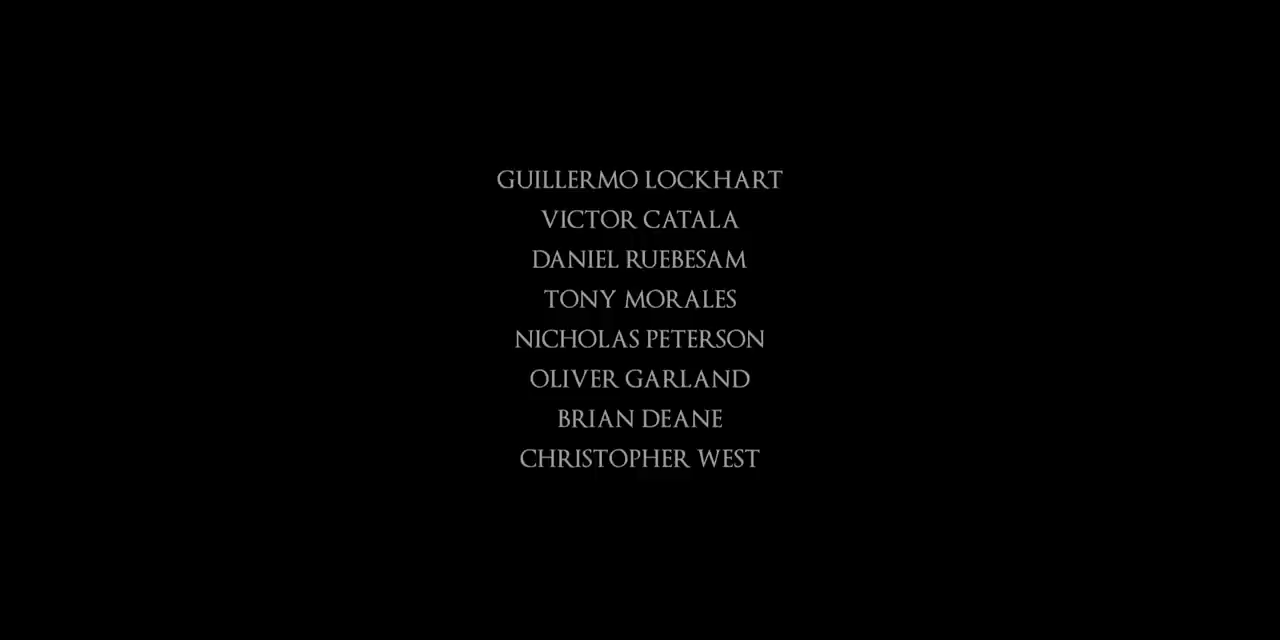 GUILLERMO LOCKHART
VICTOR CATALA
DANIEL RUEBESAM
TONY MORALES
NICHOLAS PETERSON
OLIVER GARLAND
BRIAN DEANE
CHRISTOPHER WEST